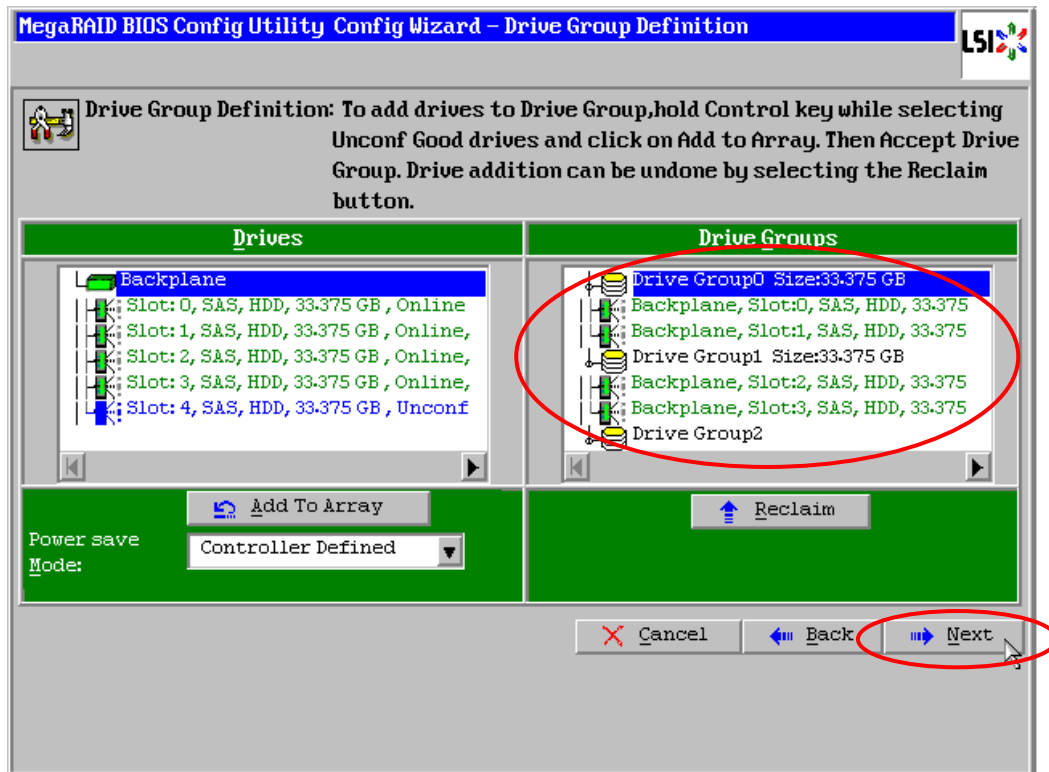 MegaRAID BIOS Config Utility Config Wizard – Drive Group Definition
LSI
Drive Group Definition: To add drives to Drive Group,hold Control key while selecting
Unconf Good drives and click on Add to Array. Then Accept Drive
Group. Drive addition can be undone by selecting the Reclaim
button.
Drives
Backplane
Slot: 0, SAS, HDD, 33.375 GB , Online
Slot: 1, SAS, HDD, 33.375 GB , Online,
Slot: 2, SAS, HDD, 33.375 GB , Online,
Slot: 3, SAS, HDD, 33.375 GB , Online,
Slot: 4, SAS, HDD, 33.375 GB , Unconf
Add To Array
Power save
Mode:
Controller Defined
Drive Groups
Drive Group0 Size:33.375 GB
Backplane, Slot:0, SAS, HDD, 33.375
Backplane, Slot:1, SAS, HDD, 33.375
Drive Group1 Size:33.375 GB
Backplane, Slot:2, SAS, HDD, 33.375
Backplane, Slot:3, SAS, HDD, 33.375
Drive Group2
Reclaim
Cancel
Back
Next